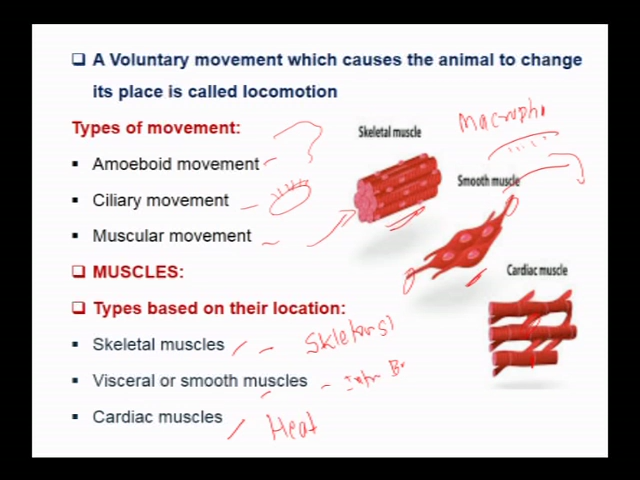 A Voluntary movement which causes the animal to change
its place is called locomotion
Types of movement:
Amoeboid movement
Ciliary movement
Muscular movement
MUSCLES:
Types based on their location:
Skeletal muscles
Visceral or smooth muscles
Cardiac muscles
Heat
Macropha
Skeletal muscle
Smooth muscle
Cardiac muscle